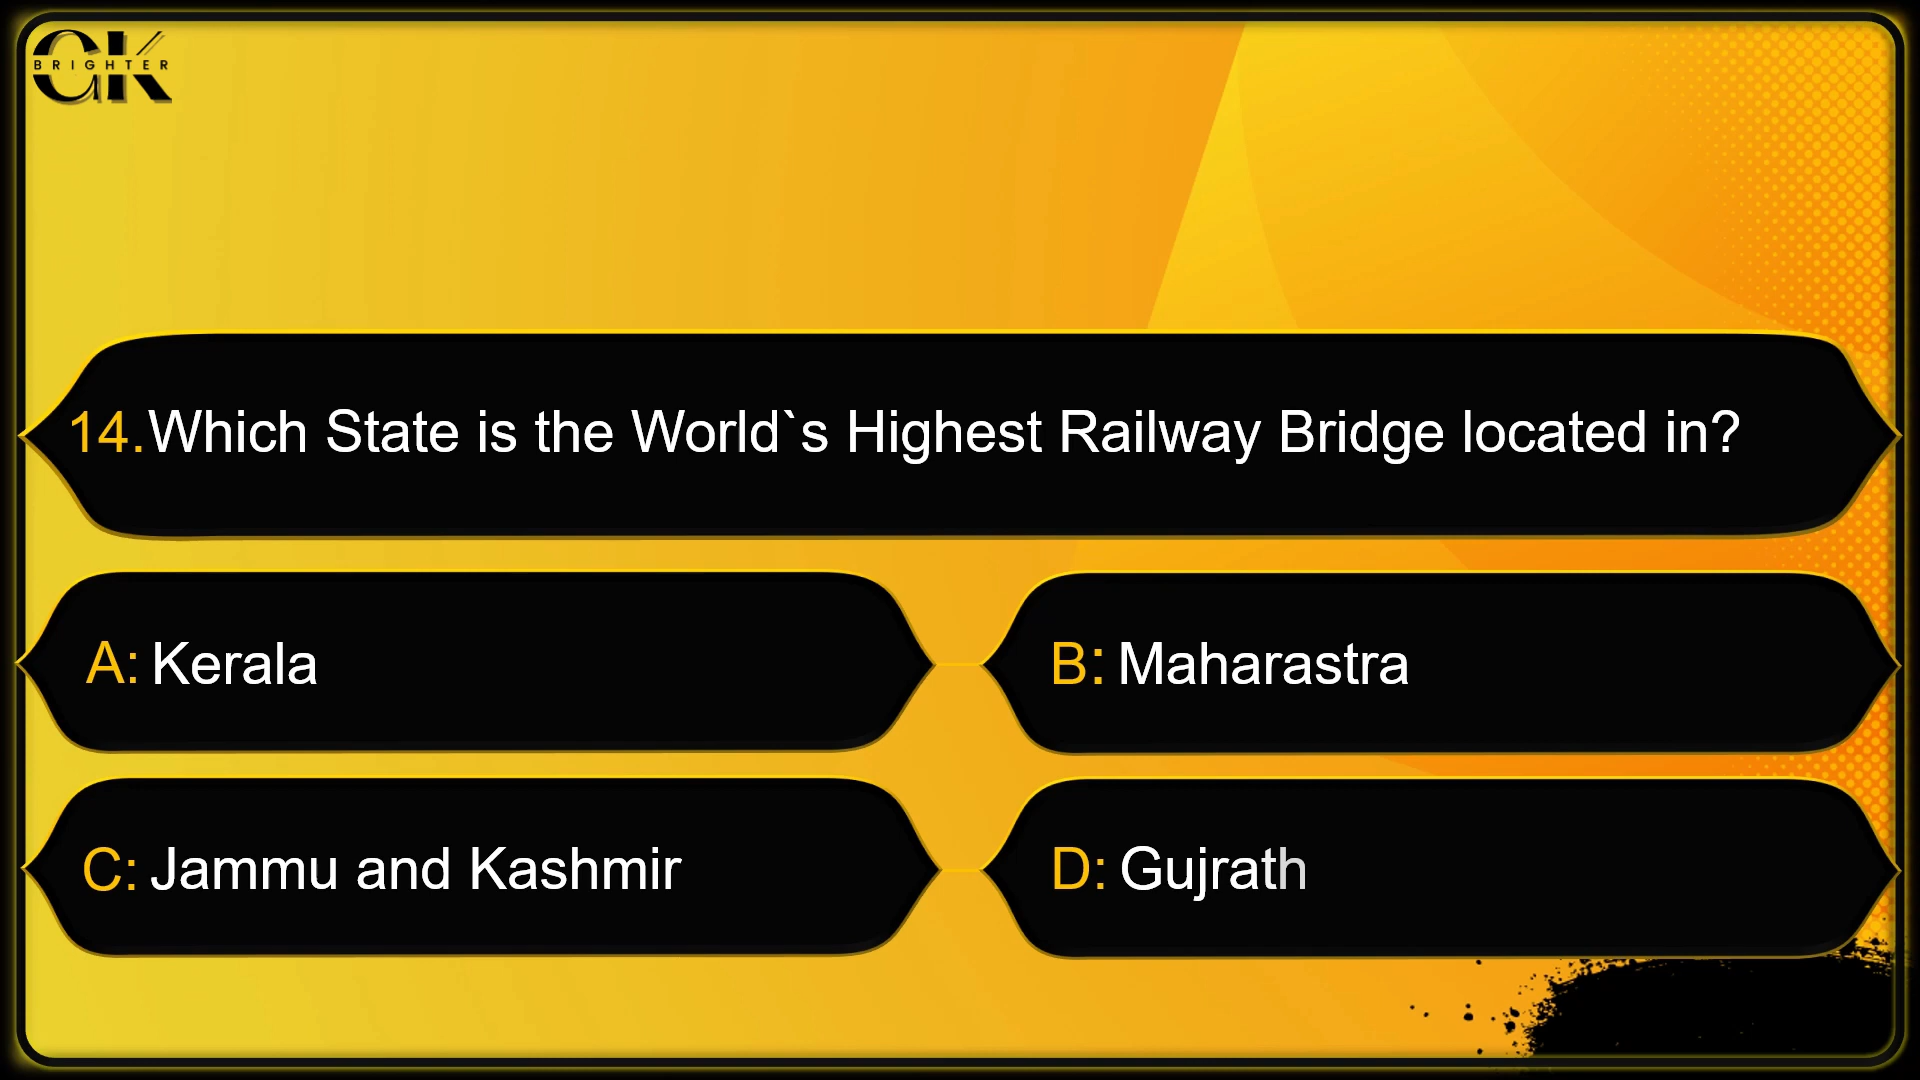 GK
BRIGHTER
14.Which State is the World`s Highest Railway Bridge located in?
A: Kerala
B: Maharastra
C: Jammu and Kashmir
D: Gujrath